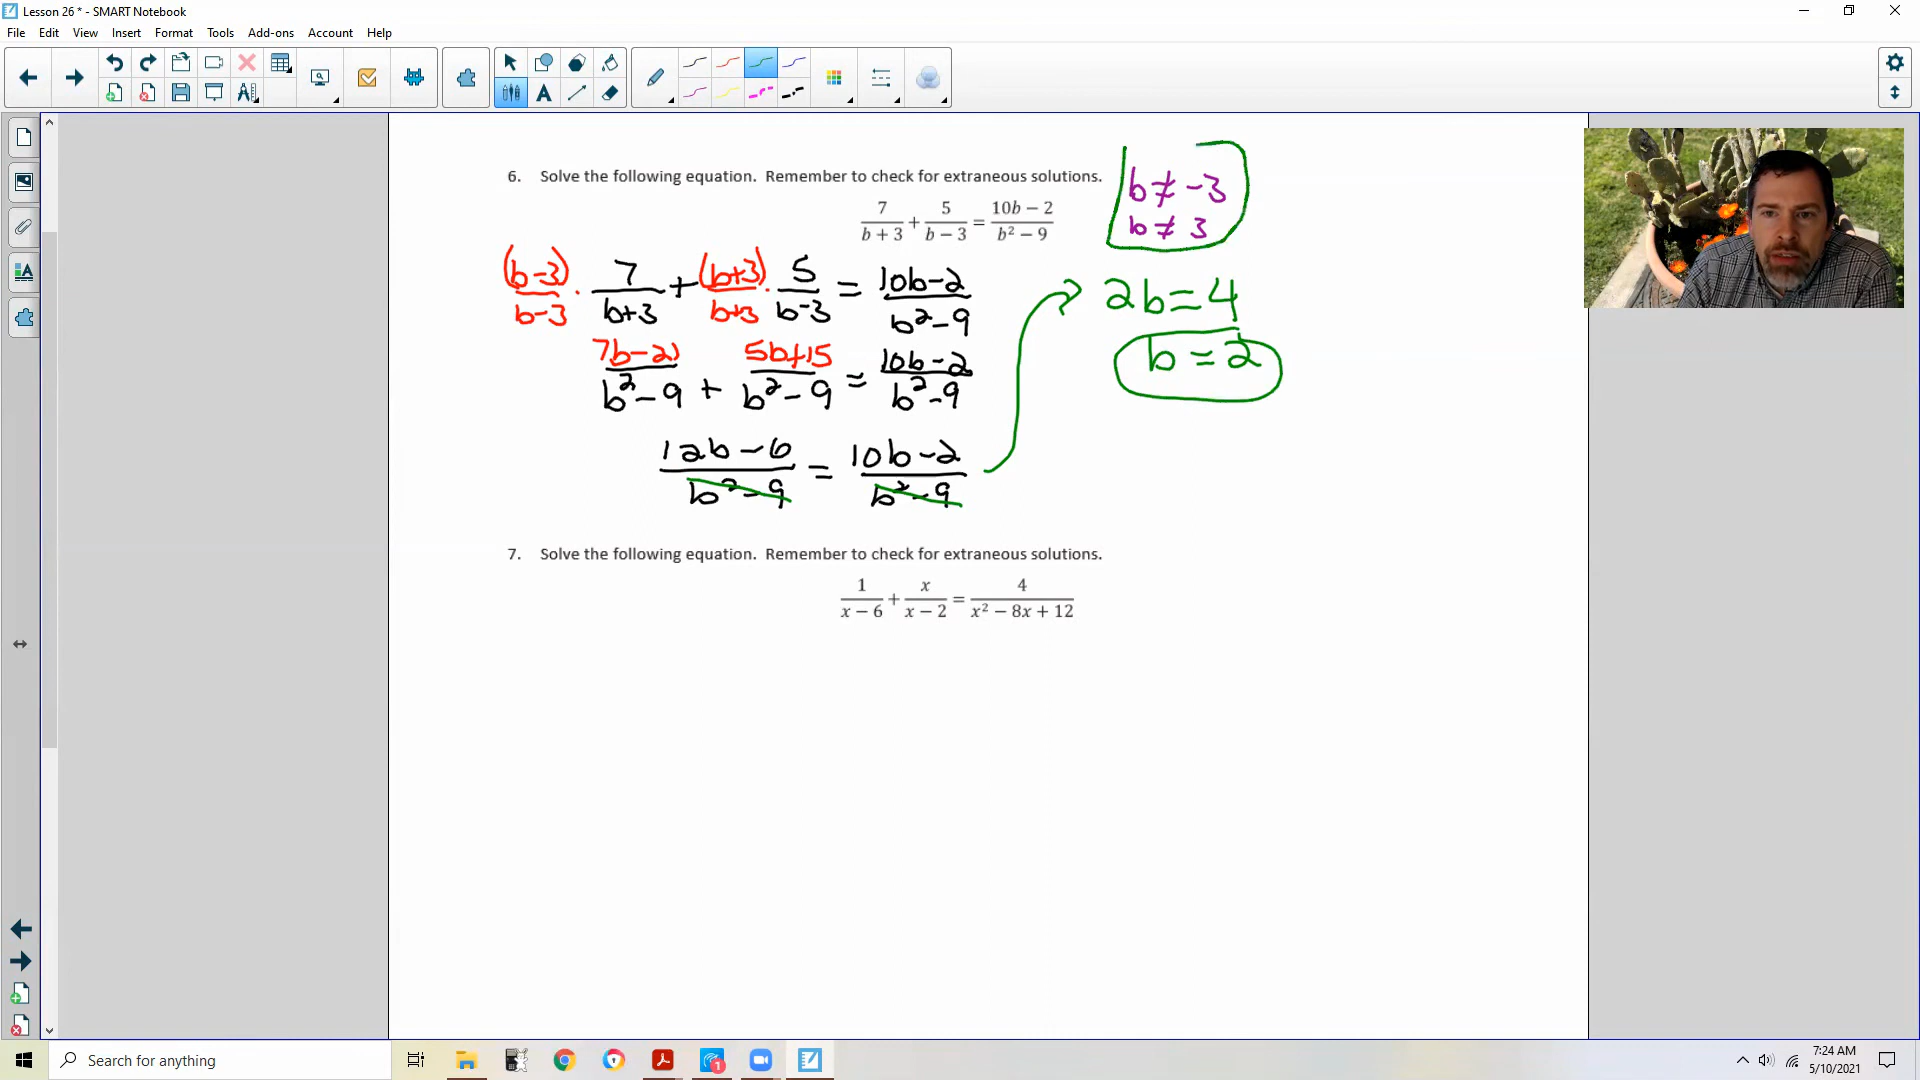 Lesson 26 * - SMART Notebook
File Edit View Insert Format Tools Add-ons Account Help
6. Solve the following equation. Remember to check for extraneous solutions.
7/(b + 3) + 5/(b − 3) = (10b − 2)/(b² − 9)
b ≠ -3
b ≠ 3
(b-3)/(b-3) · 7/(b+3) + (b+3)/(b+3) · 5/(b-3) = (10b-2)/(b²-9)
2b = 4
(7b-21)/(b²-9) + (5b+15)/(b²-9) = (10b-2)/(b²-9)
b = 2
(12b-6)/(b²-9) = (10b-2)/(b²-9)
7. Solve the following equation. Remember to check for extraneous solutions.
1/(x − 6) + x/(x − 2) = 4/(x² − 8x + 12)
Search for anything
1
7:24 AM
5/10/2021